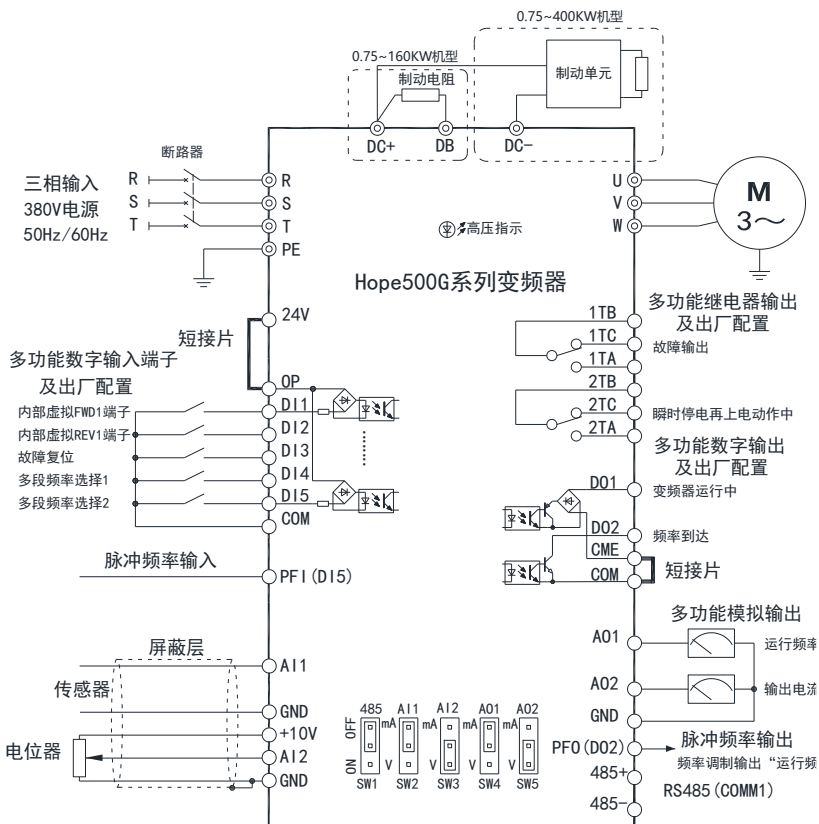 0.75~400KW机型
0.75~160KW机型
制动电阻
制动单元
DC+
DB
DC-
断路器
三相输入
380V电源
50Hz/60Hz
R
S
T
R
S
T
PE
U
V
W
M
3～
高压指示
Hope500G系列变频器
24V
短接片
多功能数字输入端子
及出厂配置
OP
内部虚拟FWD1端子
DI1
内部虚拟REV1端子
DI2
故障复位
DI3
多段频率选择1
DI4
多段频率选择2
DI5
COM
脉冲频率输入
PFI(DI5)
屏蔽层
AI1
传感器
GND
+10V
电位器
AI2
GND
多功能继电器输出
及出厂配置
1TB
1TC
故障输出
1TA
2TB
2TC
瞬时停电再上电动作中
2TA
多功能数字输出
及出厂配置
DO1
变频器运行中
DO2
频率到达
CME
COM
短接片
多功能模拟输出
AO1
运行频率
AO2
输出电流
GND
PFO(DO2)
脉冲频率输出
频率调制输出“运行频
485+
RS485(COMM1)
485-
485
AI1
AI2
AO1
AO2
OFF
mA
mA
mA
mA
ON
V
V
V
V
SW1
SW2
SW3
SW4
SW5